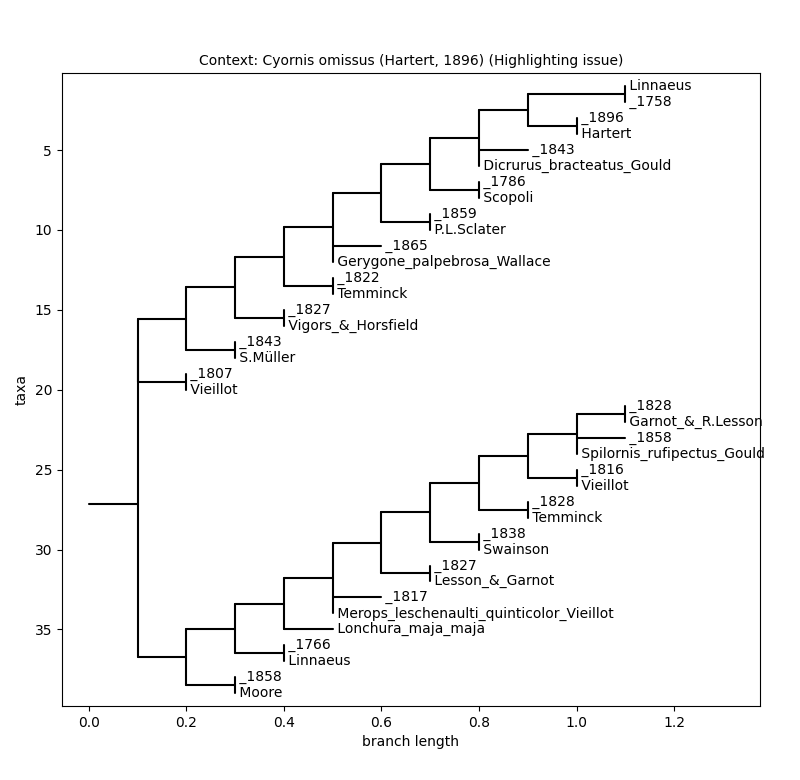 Context: Cyornis omissus (Hartert, 1896) (Highlighting issue)
Linnaeus
_1758
_1896
Hartert
_1843
Dicrurus_bracteatus_Gould
_1786
Scopoli
_1859
P.L.Sclater
_1865
Gerygone_palpebrosa_Wallace
_1822
Temminck
_1827
Vigors_&_Horsfield
_1843
S.Müller
_1807
Vieillot
_1828
Garnot_&_R.Lesson
_1858
Spilornis_rufipectus_Gould
_1816
Vieillot
_1828
Temminck
_1838
Swainson
_1827
Lesson_&_Garnot
_1817
Merops_leschenaulti_quinticolor_Vieillot
Lonchura_maja_maja
_1766
Linnaeus
_1858
Moore
5
10
15
20
25
30
35
taxa
0.0 0.2 0.4 0.6 0.8 1.0 1.2
branch length